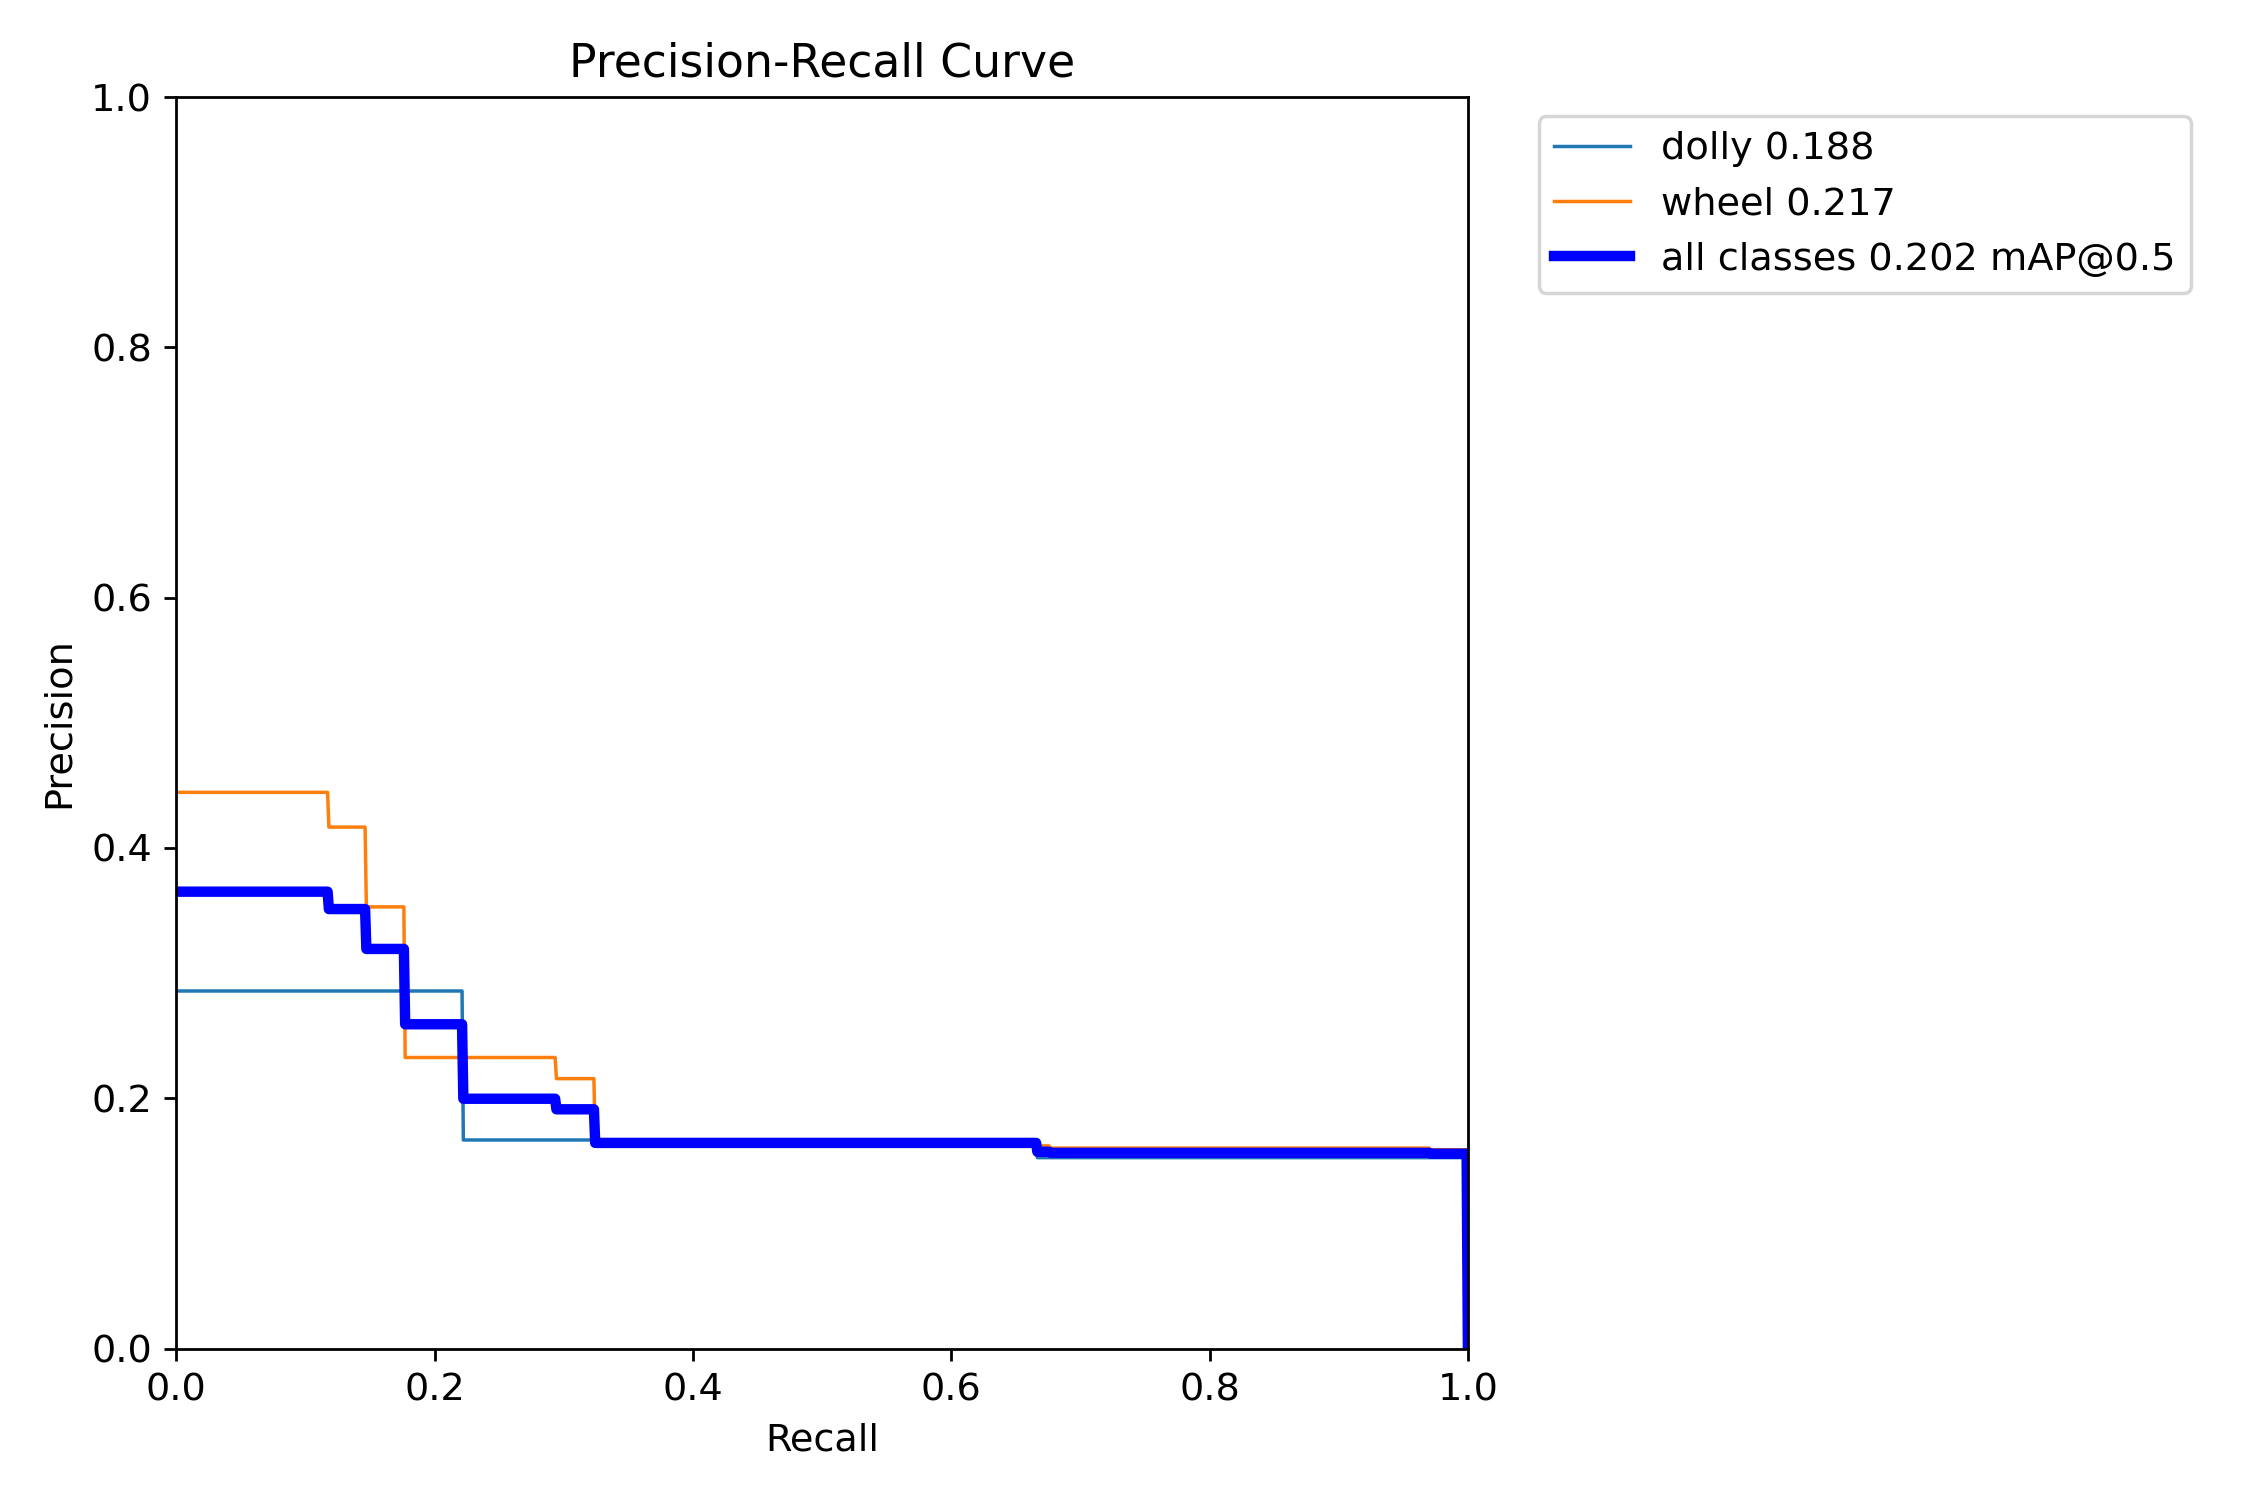 Precision-Recall Curve
1.0
0.8
0.6
0.4
0.2
0.0
Precision
0.0 0.2 0.4 0.6 0.8 1.0
Recall
dolly 0.188
wheel 0.217
all classes 0.202 mAP@0.5